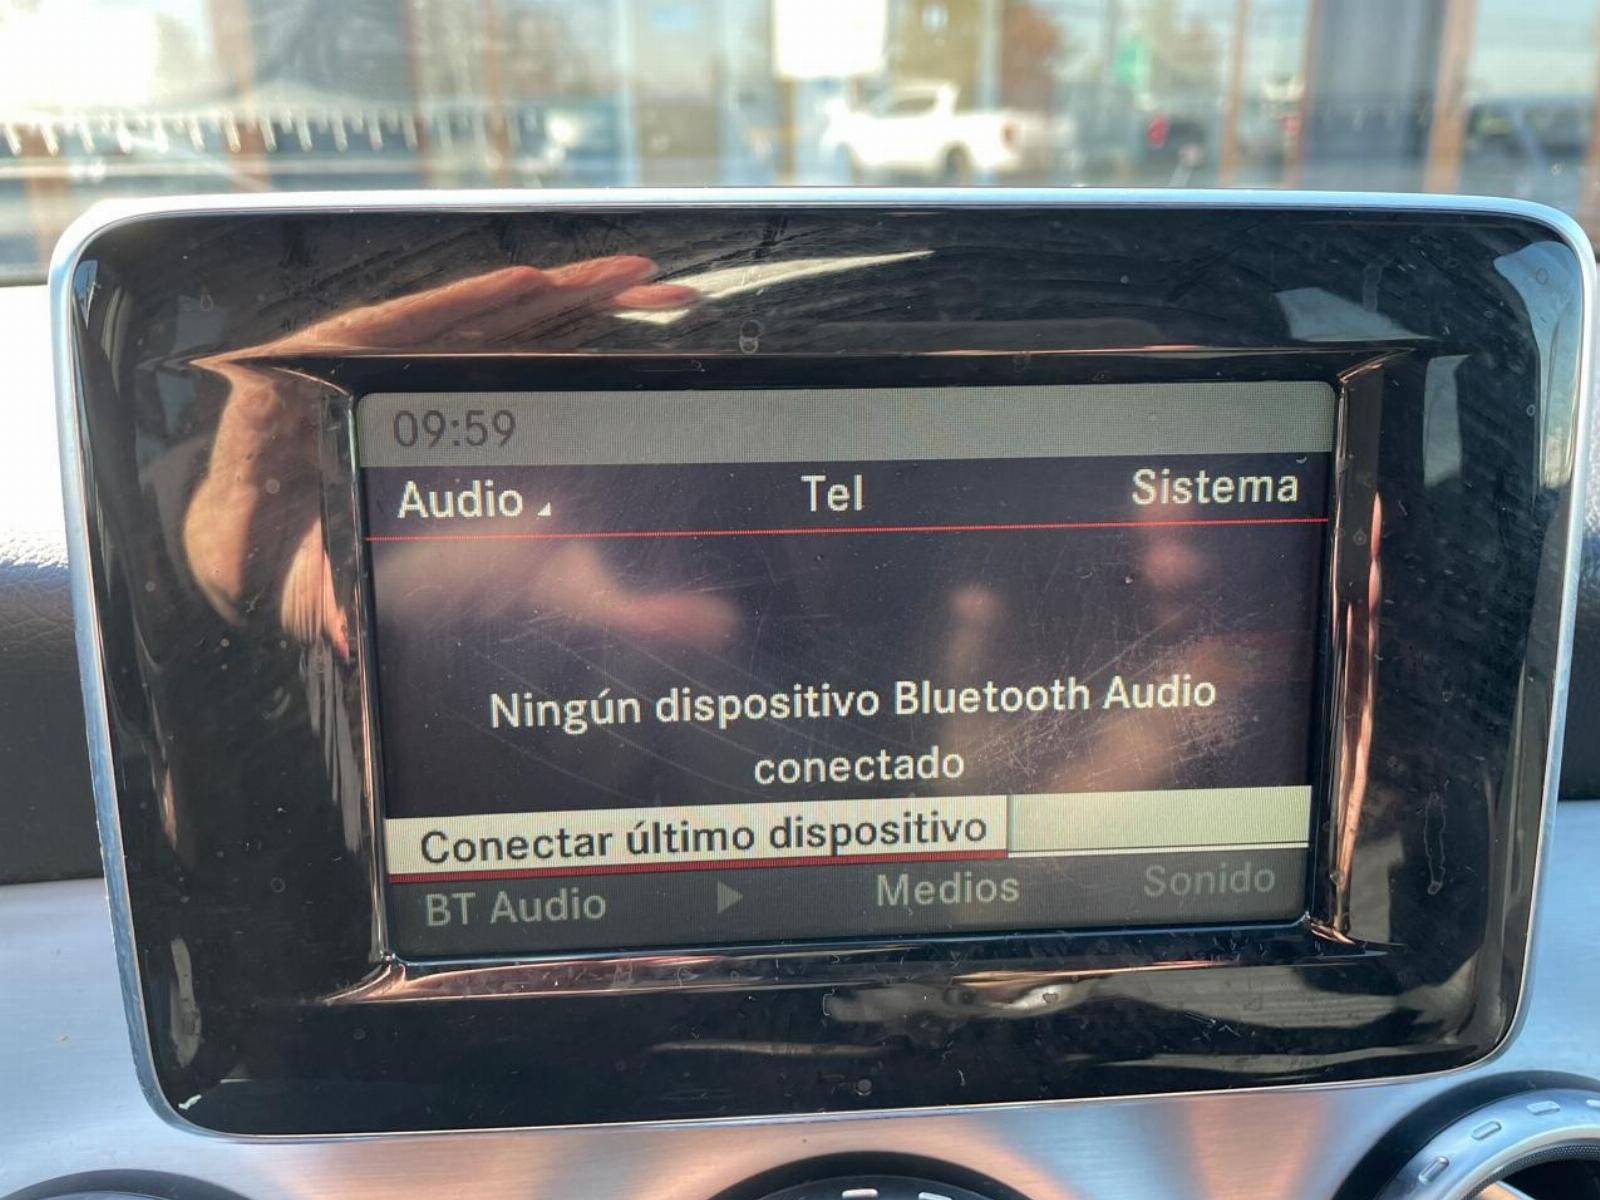 09:59
Audio Tel Sistema
Ningún dispositivo Bluetooth Audio
conectado
Conectar último dispositivo
BT Audio Medios Sonido